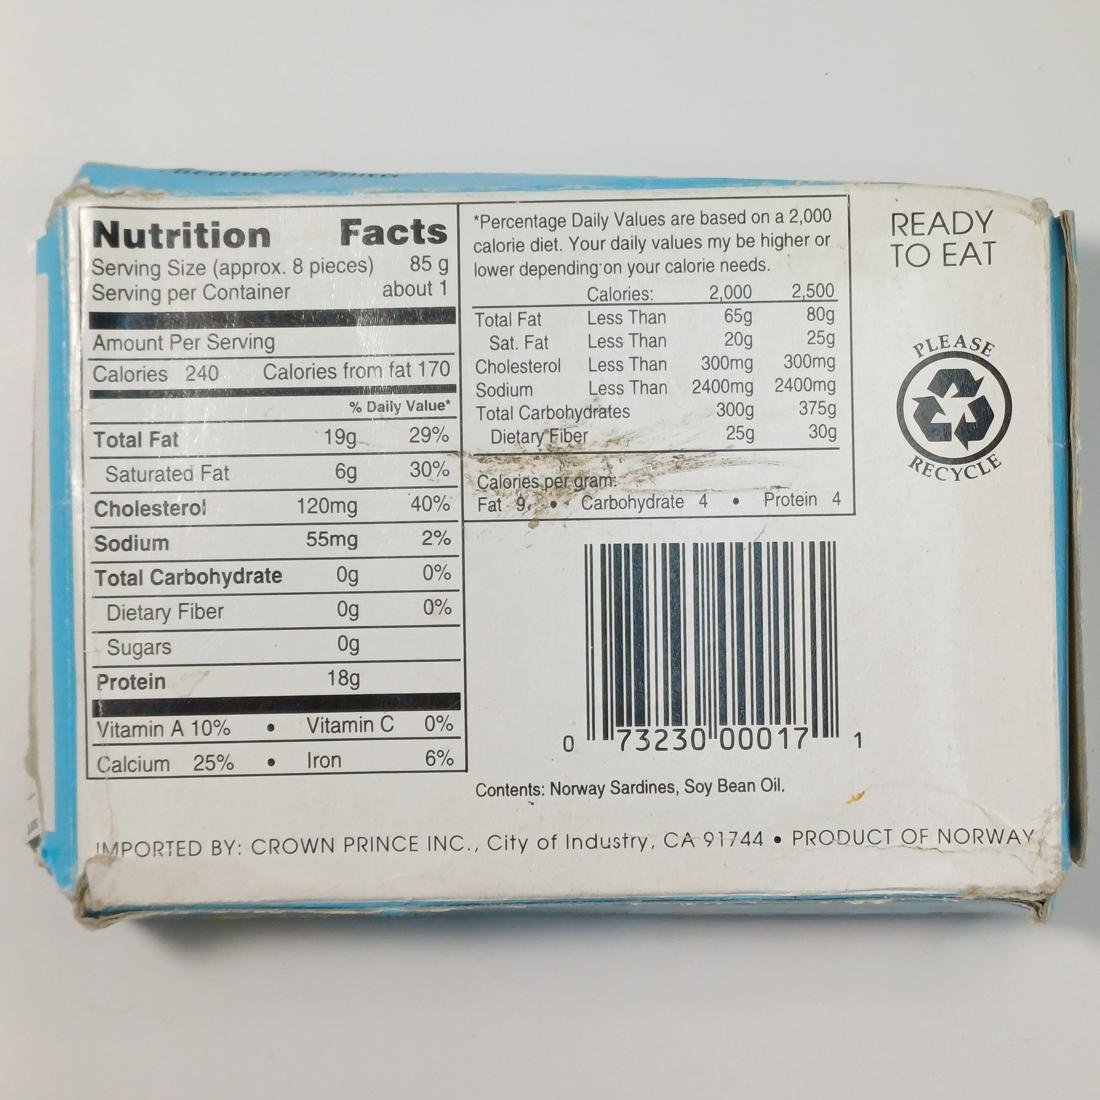 Nutrition Facts
Serving Size (approx. 8 pieces) 85 g
Serving per Container about 1
Amount Per Serving
Calories 240 Calories from fat 170
% Daily Value*
Total Fat 19g 29%
Saturated Fat 6g 30%
Cholesterol 120mg 40%
Sodium 55mg 2%
Total Carbohydrate 0g 0%
Dietary Fiber 0g 0%
Sugars 0g
Protein 18g
Vitamin A 10% • Vitamin C 0%
Calcium 25% • Iron 6%
*Percentage Daily Values are based on a 2,000
calorie diet. Your daily values my be higher or
lower depending on your calorie needs.
Calories: 2,000 2,500
Total Fat Less Than 65g 80g
Sat. Fat Less Than 20g 25g
Cholesterol Less Than 300mg 300mg
Sodium Less Than 2400mg 2400mg
Total Carbohydrates 300g 375g
Dietary Fiber 25g 30g
Calories per gram:
Fat 9 • Carbohydrate 4 • Protein 4
READY
TO EAT
PLEASE
RECYCLE
0 73230 00017 1
Contents: Norway Sardines, Soy Bean Oil.
IMPORTED BY: CROWN PRINCE INC., City of Industry, CA 91744 • PRODUCT OF NORWAY